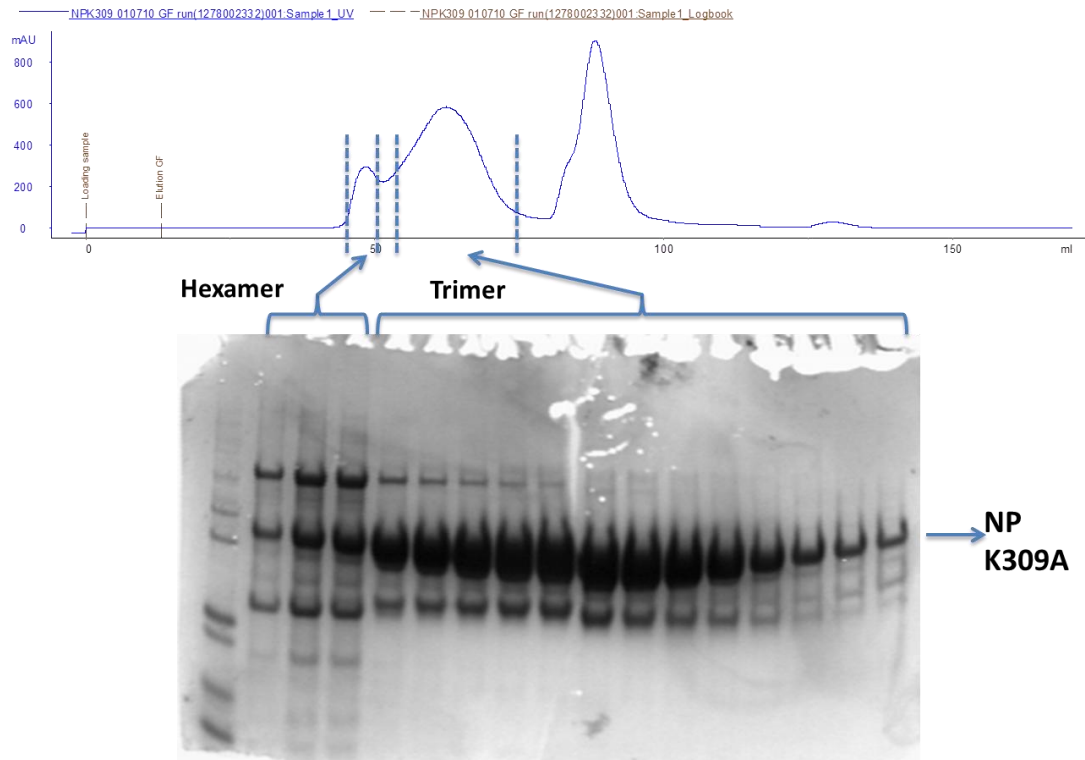 NPK309 010710 GF run(1278002332)001:Sample1_UV
NPK309 010710 GF run(1278002332)001:Sample1_Logbook
mAU
800
600
400
200
0
Loading sample
Elution GF
0
50
100
150
ml
Hexamer
Trimer
NP
K309A